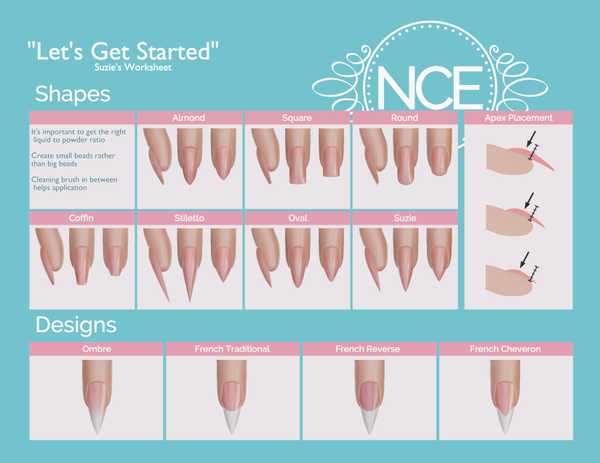 "Let's Get Started"
Suzie's Worksheet
NCE
Shapes
It's important to get the right
liquid to powder ratio
Create small beads rather
than big beads
Cleaning brush in between
helps application
Almond
Square
Round
Apex Placement
Coffin
Stiletto
Oval
Suzie
Designs
Ombre
French Traditional
French Reverse
French Cheveron